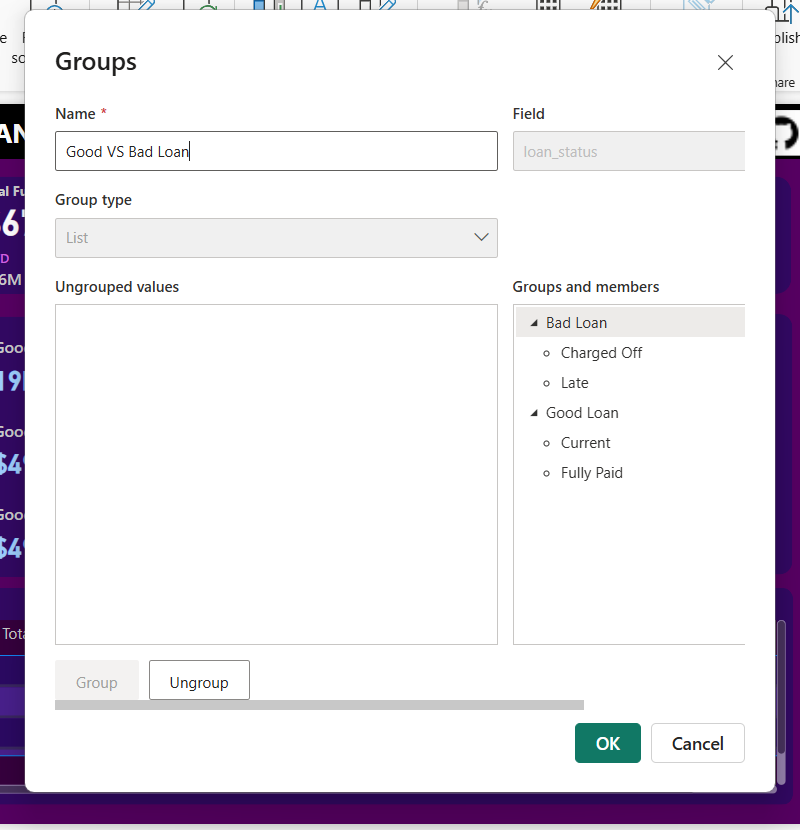 Groups
Name *
Field
Good VS Bad Loan
loan_status
Group type
List
Ungrouped values
Groups and members
Bad Loan
Charged Off
Late
Good Loan
Current
Fully Paid
Group
Ungroup
OK
Cancel